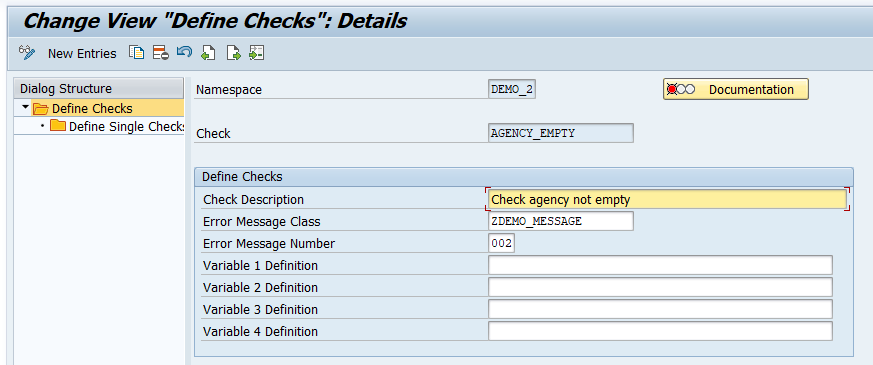 Change View "Define Checks": Details
New Entries
Dialog Structure
Define Checks
Define Single Checks
Namespace DEMO_2 Documentation
Check AGENCY_EMPTY
Define Checks
Check Description Check agency not empty
Error Message Class ZDEMO_MESSAGE
Error Message Number 002
Variable 1 Definition
Variable 2 Definition
Variable 3 Definition
Variable 4 Definition